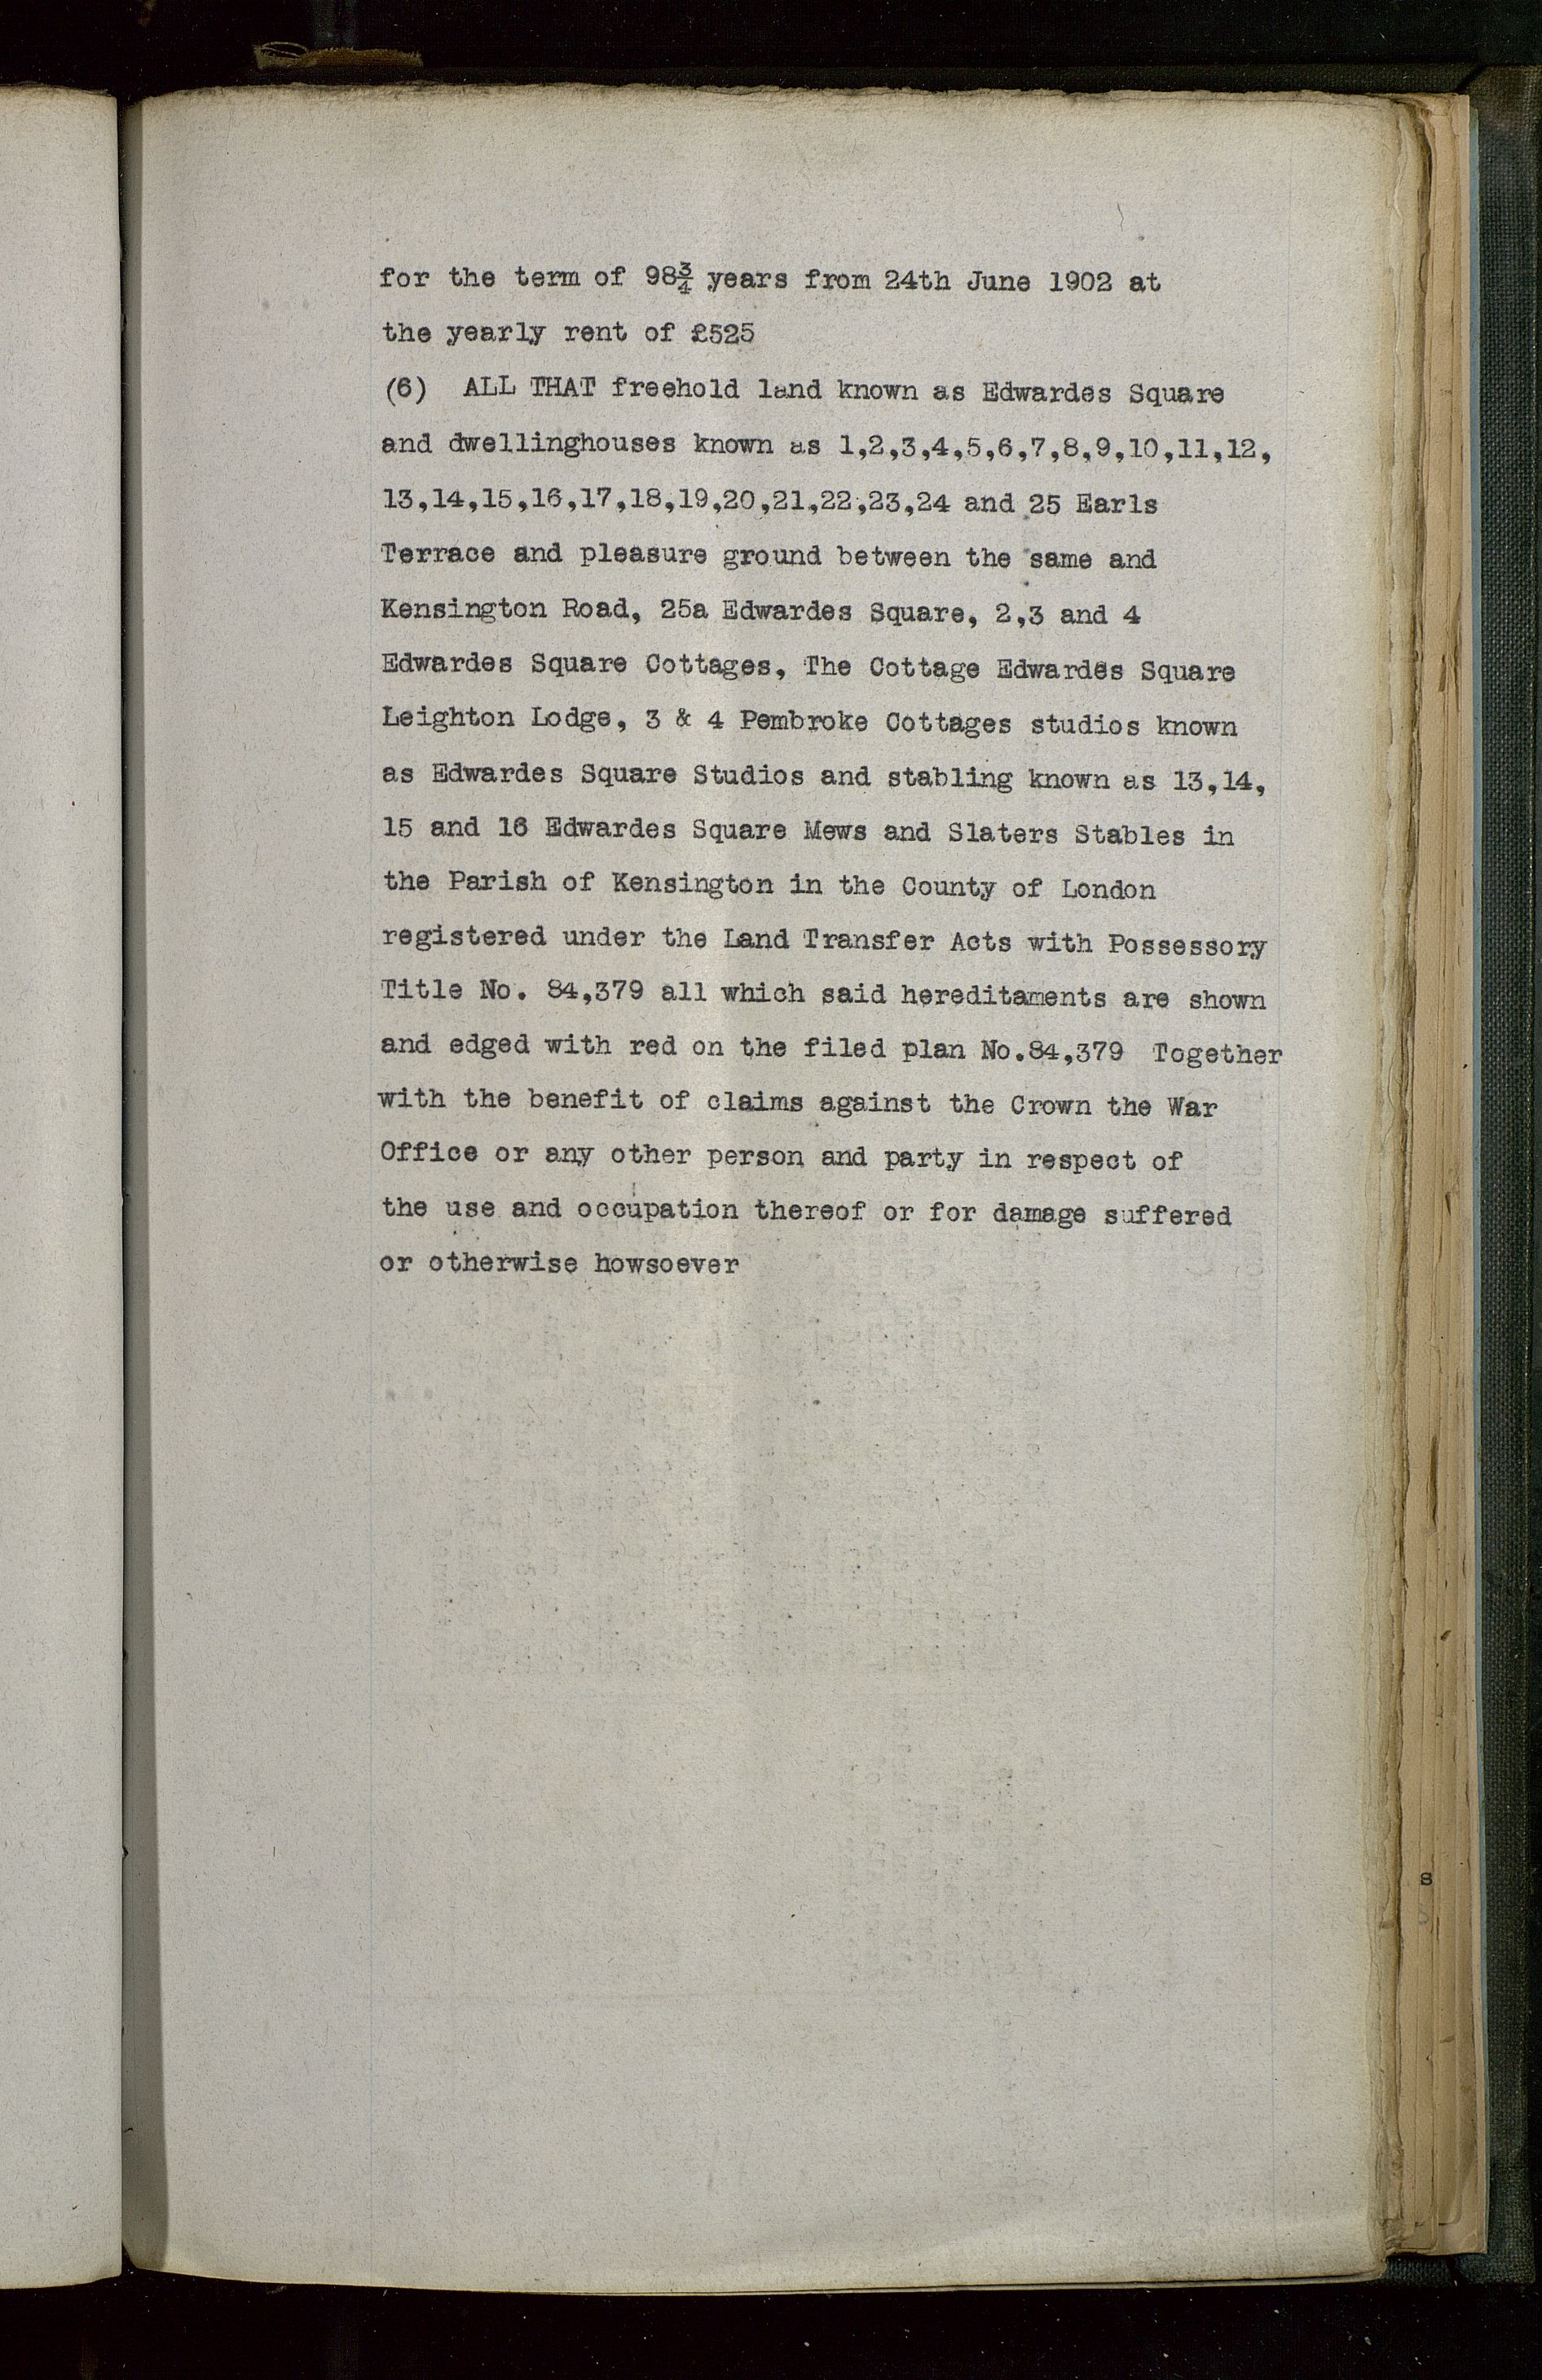 for the term of 98¾ years from 24th June 1902 at
the yearly rent of £525
(6) ALL THAT freehold land known as Edwardes Square
and dwellinghouses known as 1,2,3,4,5,6,7,8,9,10,11,12,
13,14,15,16,17,18,19,20,21,22,23,24 and 25 Earls
Terrace and pleasure ground between the same and
Kensington Road, 25a Edwardes Square, 2,3 and 4
Edwardes Square Cottages, The Cottage Edwardes Square
Leighton Lodge, 3 & 4 Pembroke Cottages studios known
as Edwardes Square Studios and stabling known as 13,14,
15 and 16 Edwardes Square Mews and Slaters Stables in
the Parish of Kensington in the County of London
registered under the Land Transfer Acts with Possessory
Title No. 84,379 all which said hereditaments are shown
and edged with red on the filed plan No.84,379 Together
with the benefit of claims against the Crown the War
Office or any other person and party in respect of
the use and occupation thereof or for damage suffered
or otherwise howsoever
s